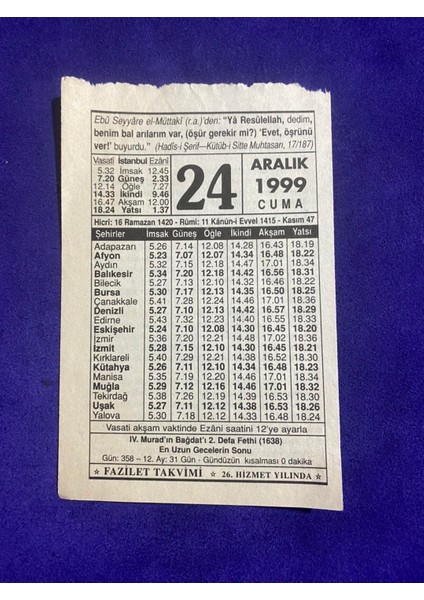 Ebû Seyyâre el-Müttakî (r.a.)'den: "Yâ Resûlellah, dedim,
benim bal arılarım var, (öşür gerekir mi?) 'Evet, öşrünü
ver!' buyurdu." (Hadîs-i Şerif—Kütüb-i Sitte Muhtasarı, 17/187)
Vasati İstanbul Ezâni
5.32 İmsak 12.45
7.20 Güneş 2.33
12.14 Öğle 7.27
14.33 İkindi 9.46
16.47 Akşam 12.00
18.24 Yatsı 1.37
24
ARALIK
1999
CUMA
Hicrî: 16 Ramazan 1420 - Rûmi: 11 Kânûn-i Evvel 1415 - Kasım 47
Şehirler İmsak Güneş Öğle İkindi Akşam Yatsı
Adapazarı 5.26 7.14 12.08 14.28 16.43 18.19
Afyon 5.23 7.07 12.07 14.34 16.48 18.22
Aydın 5.32 7.15 12.18 14.47 17.01 18.34
Balıkesir 5.34 7.20 12.18 14.42 16.56 18.31
Bilecik 5.27 7.13 12.10 14.32 16.46 18.22
Bursa 5.30 7.17 12.13 14.35 16.50 18.25
Çanakkale 5.41 7.28 12.24 14.46 17.01 18.36
Denizli 5.27 7.10 12.13 14.42 16.57 18.29
Edirne 5.43 7.32 12.23 14.40 16.55 18.33
Eskişehir 5.24 7.10 12.08 14.30 16.45 18.20
İzmir 5.36 7.20 12.21 14.48 17.02 18.36
İzmit 5.28 7.15 12.10 14.30 16.45 18.21
Kırklareli 5.40 7.29 12.21 14.38 16.52 18.30
Kütahya 5.26 7.11 12.10 14.34 16.48 18.23
Manisa 5.35 7.19 12.20 14.46 17.01 18.34
Muğla 5.29 7.12 12.16 14.46 17.01 18.32
Tekirdağ 5.38 7.26 12.19 14.39 16.53 18.30
Uşak 5.27 7.11 12.12 14.38 16.53 18.26
Yalova 5.30 7.18 12.12 14.33 16.48 18.24
Vasati akşam vaktinde Ezâni saatini 12'ye ayarla
IV. Murad'ın Bağdat'ı 2. Defa Fethi (1638)
En Uzun Gecelerin Sonu
Gün: 358 – 12. Ay: 31 Gün - Gündüzün kısalması 0 dakika
★ FAZİLET TAKVİMİ ★ 26. HİZMET YILINDA ★